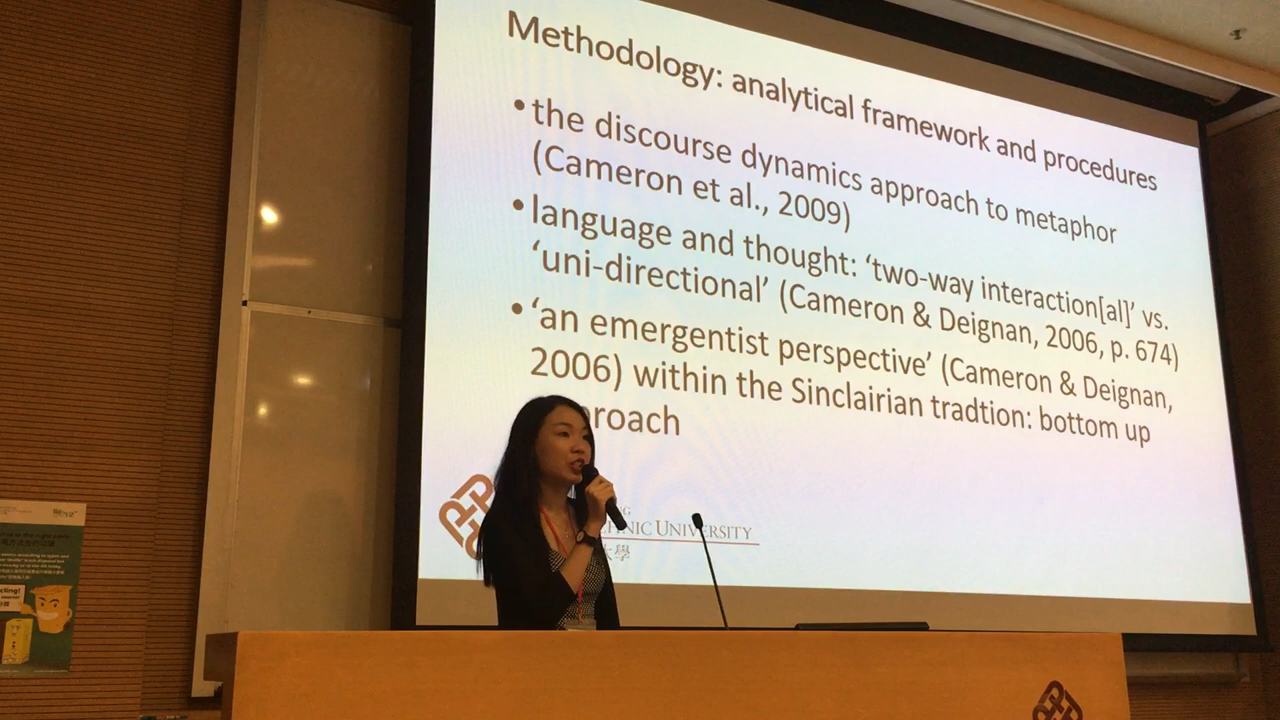 Methodology: analytical framework and procedures
•the discourse dynamics approach to metaphor
(Cameron et al., 2009)
•language and thought: ‘two-way interaction[al]’ vs.
‘uni-directional’ (Cameron & Deignan, 2006, p. 674)
•‘an emergentist perspective’ (Cameron & Deignan,
2006) within the Sinclairian tradtion: bottom up
roach
UNIVERSITY
大學